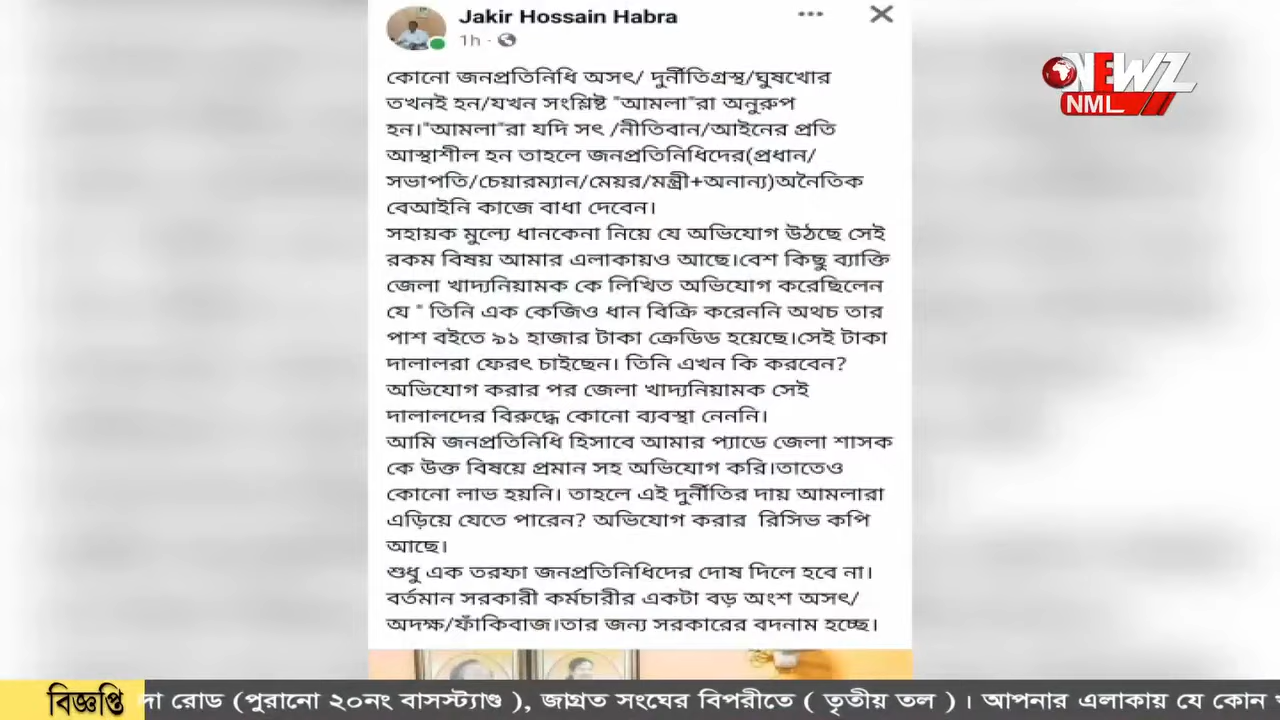 Jakir Hossain Habra
1h
কোনো জনপ্রতিনিধি অসৎ/ দুর্নীতিগ্রস্থ/ঘুষখোর
তখনই হন/যখন সংশ্লিষ্ট "আমলা"রা অনুরুপ
হন।"আমলা"রা যদি সৎ /নীতিবান/আইনের প্রতি
আস্থাশীল হন তাহলে জনপ্রতিনিধিদের(প্রধান/
সভাপতি/চেয়ারম্যান/মেয়র/মন্ত্রী+অনান্য)অনৈতিক
বেআইনি কাজে বাধা দেবেন।
সহায়ক মুল্যে ধানকেনা নিয়ে যে অভিযোগ উঠছে সেই
রকম বিষয় আমার এলাকায়ও আছে।বেশ কিছু ব্যাক্তি
জেলা খাদ্যনিয়ামক কে লিখিত অভিযোগ করেছিলেন
যে " তিনি এক কেজিও ধান বিক্রি করেননি অথচ তার
পাশ বইতে ৯১ হাজার টাকা ক্রেডিড হয়েছে।সেই টাকা
দালালরা ফেরৎ চাইছেন। তিনি এখন কি করবেন?
অভিযোগ করার পর জেলা খাদ্যনিয়ামক সেই
দালালদের বিরুদ্ধে কোনো ব্যবস্থা নেননি।
আমি জনপ্রতিনিধি হিসাবে আমার প্যাডে জেলা শাসক
কে উক্ত বিষয়ে প্রমান সহ অভিযোগ করি।তাতেও
কোনো লাভ হয়নি। তাহলে এই দুর্নীতির দায় আমলারা
এড়িয়ে যেতে পারেন? অভিযোগ করার  রিসিভ কপি
আছে।
শুধু এক তরফা জনপ্রতিনিধিদের দোষ দিলে হবে না।
বর্তমান সরকারী কর্মচারীর একটা বড় অংশ অসৎ/
অদক্ষ/ফাঁকিবাজ।তার জন্য সরকারের বদনাম হচ্ছে।
NEWZ
NML
বিজ্ঞপ্তি
দা রোড (পুরানো ২০নং বাসস্ট্যাণ্ড ), জাগ্রত সংঘের বিপরীতে ( তৃতীয় তল ) । আপনার এলাকায় যে কোন